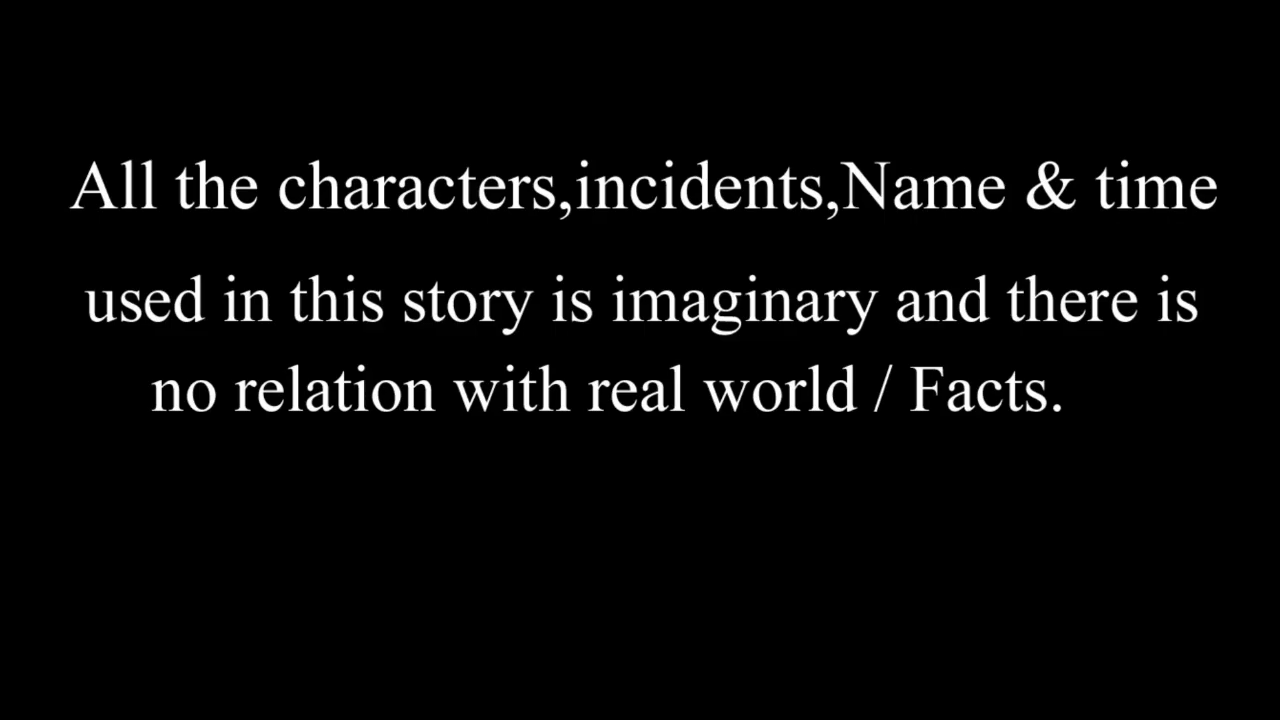 All the characters,incidents,Name & time
used in this story is imaginary and there is
no relation with real world / Facts.